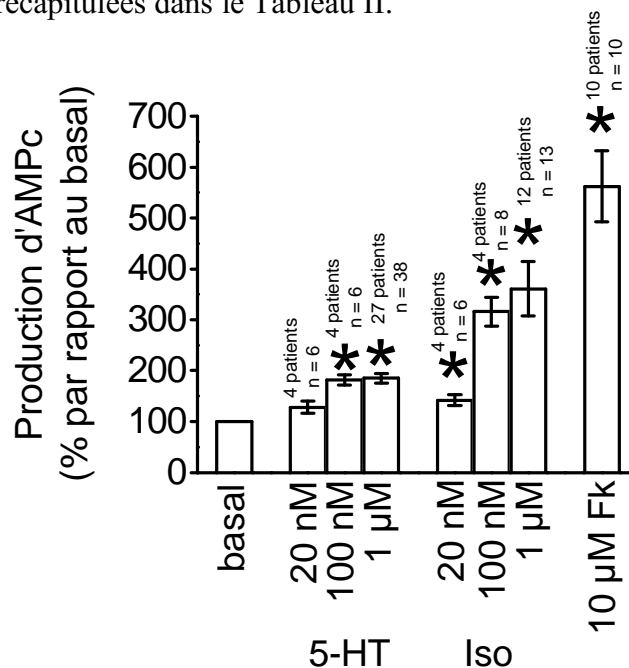 récapitulées dans le Tableau II.
Production d'AMPc
(% par rapport au basal)
700
600
500
400
300
200
100
0
4 patients
n = 6
4 patients
n = 6
27 patients
n = 38
4 patients
n = 6
4 patients
n = 8
12 patients
n = 13
10 patients
n = 10
*
*
*
*
*
*
basal
20 nM
100 nM
1 µM
20 nM
100 nM
1 µM
10 µM Fk
5-HT
Iso